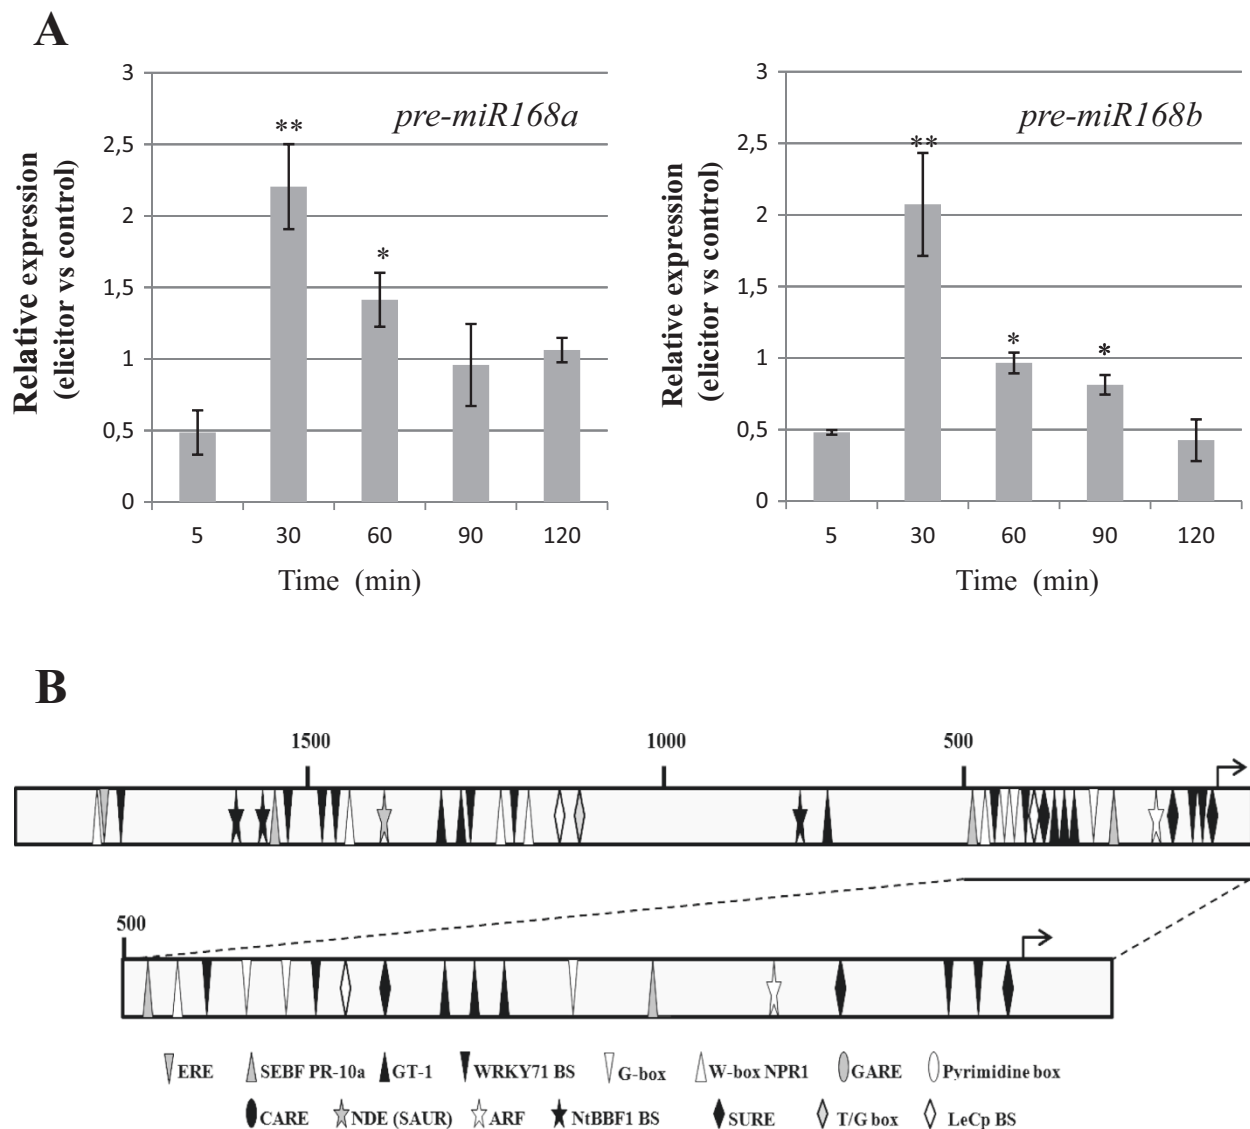 A
Relative expression
(elicitor vs control)
pre-miR168a
3
2,5
2
1,5
1
0,5
0
**
*
5 30 60 90 120
Time (min)
Relative expression
(elicitor vs control)
pre-miR168b
3
2,5
2
1,5
1
0,5
0
**
*
*
5 30 60 90 120
Time (min)
B
1500 1000 500
500
ERE SEBF PR-10a GT-1 WRKY71 BS G-box W-box NPR1 GARE Pyrimidine box
CARE NDE (SAUR) ARF NtBBF1 BS SURE T/G box LeCp BS